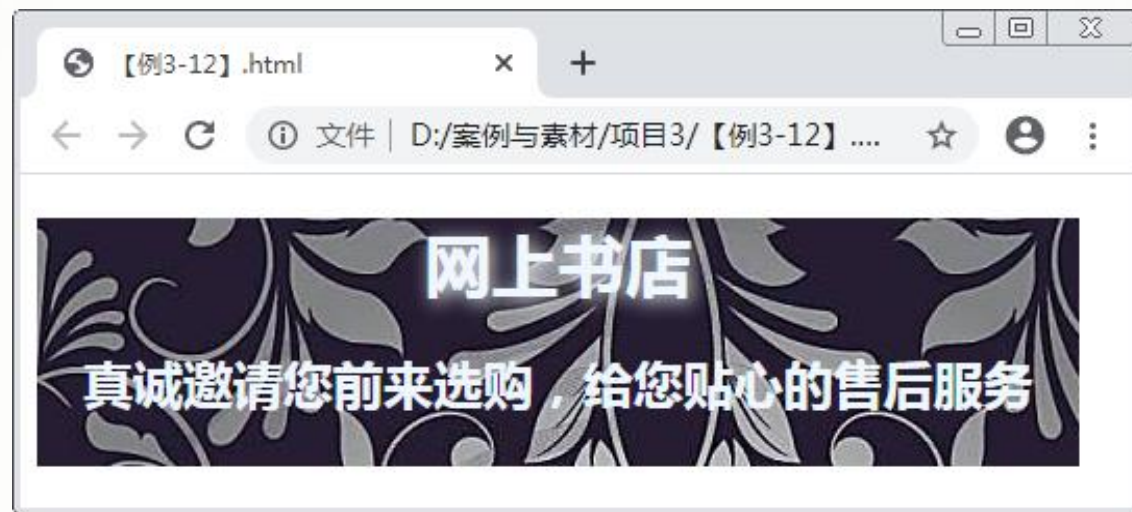 【例3-12】.html
文件 | D:/案例与素材/项目3/【例3-12】....
网上书店
真诚邀请您前来选购，给您贴心的售后服务